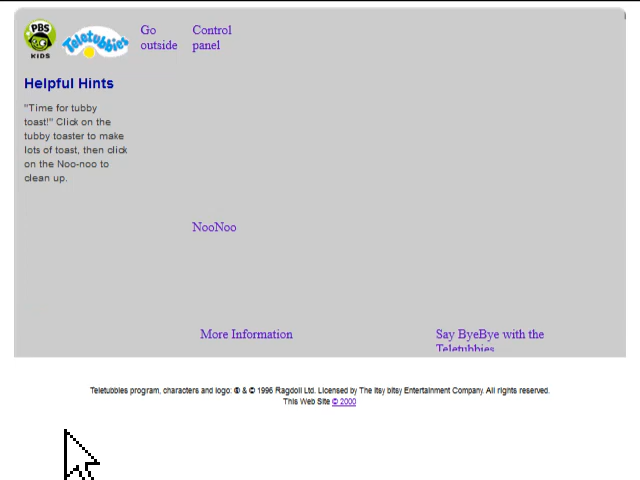 PBS
KIDS
Teletubbies
Go
outside
Control
panel
Helpful Hints
"Time for tubby
toast!" Click on the
tubby toaster to make
lots of toast, then click
on the Noo-noo to
clean up.
NooNoo
More Information
Say ByeBye with the
Teletubbies
Teletubbies program, characters and logo: ® & © 1996 Ragdoll Ltd. Licensed by The itsy bitsy Entertainment Company. All rights reserved.
This Web Site © 2000